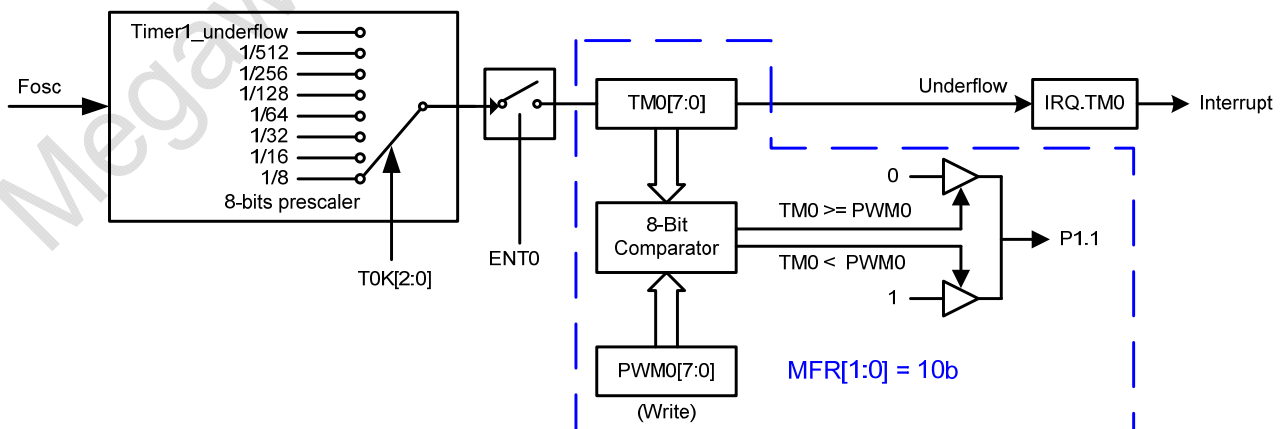 Timer1_underflow
1/512
1/256
1/128
1/64
1/32
1/16
1/8
8-bits prescaler
Fosc
T0K[2:0]
ENT0
TM0[7:0]
Underflow
IRQ.TM0
Interrupt
8-Bit
Comparator
TM0 >= PWM0
TM0 < PWM0
0
1
P1.1
PWM0[7:0]
(Write)
MFR[1:0] = 10b
Megaw